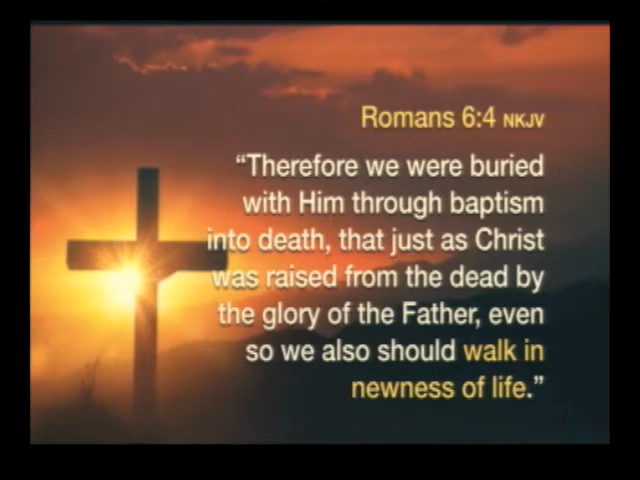 Romans 6:4 NKJV
“Therefore we were buried
with Him through baptism
into death, that just as Christ
was raised from the dead by
the glory of the Father, even
so we also should walk in
newness of life.”